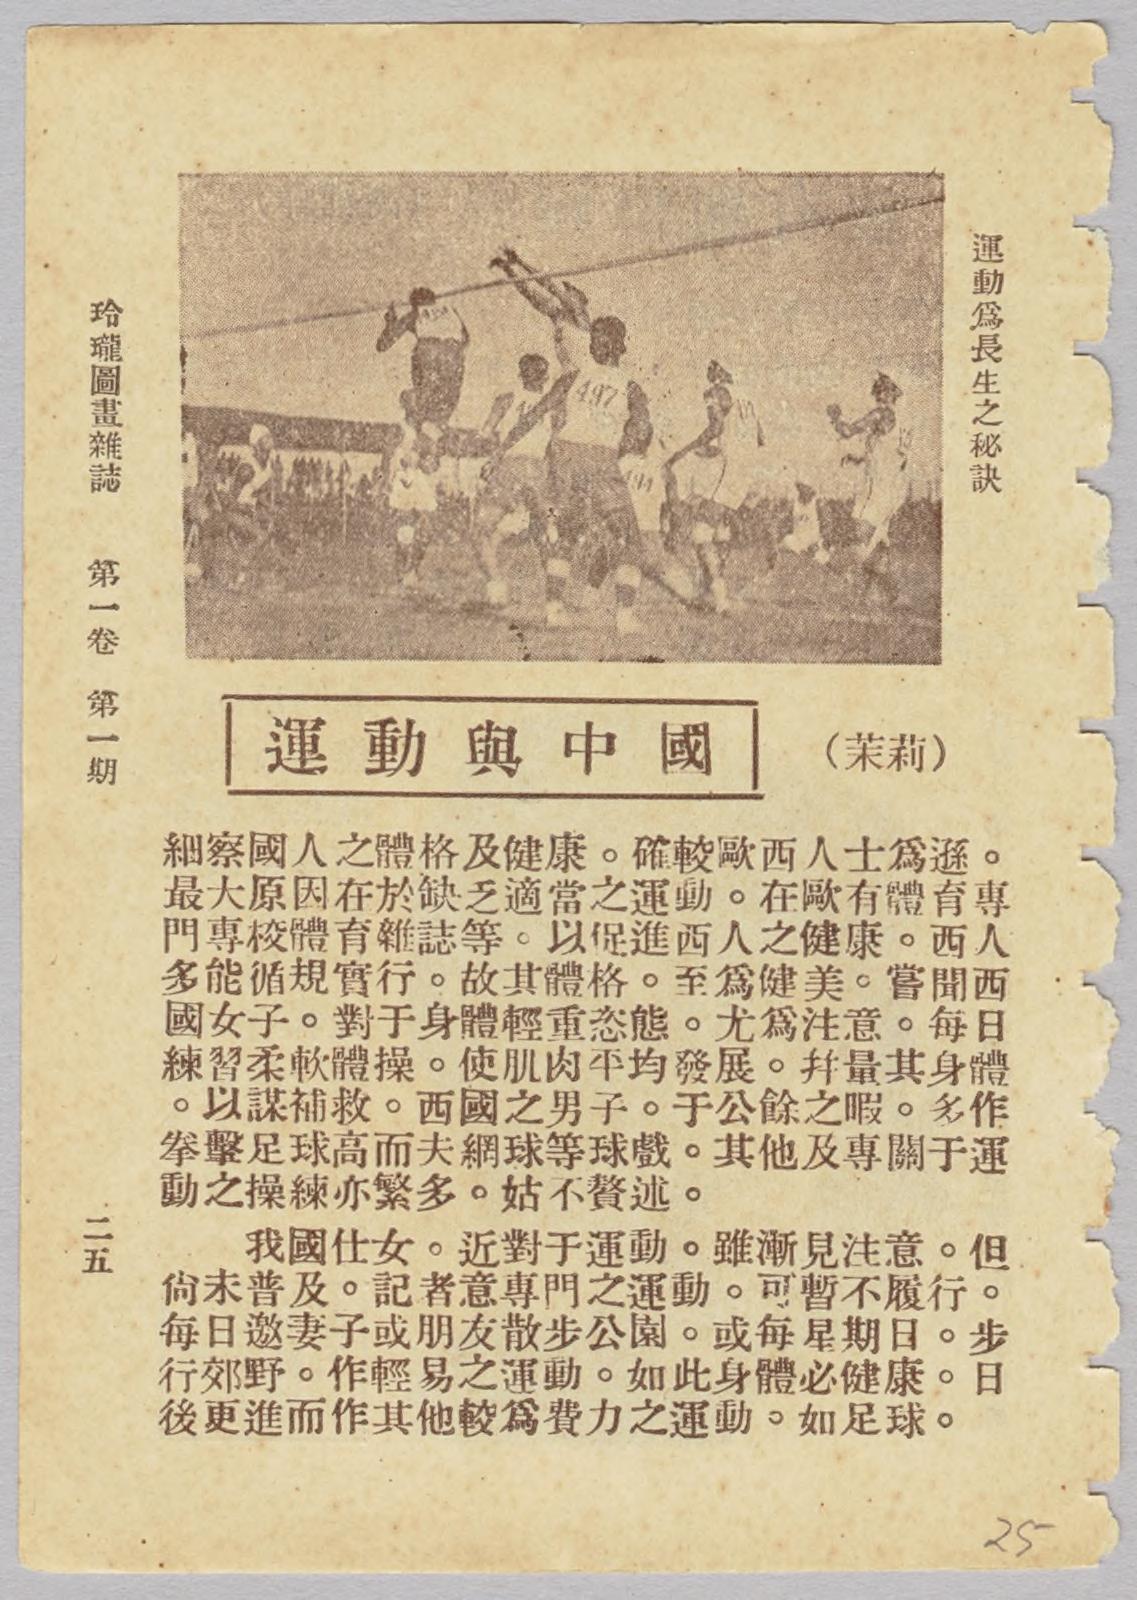 運動爲長生之秘訣
497
玲瓏圖畫雜誌 第一卷 第一期
運動與中國
（茉莉）
細察國人之體格及健康。確較歐西人士爲遜。
最大原因在於缺乏適當之運動。在歐有體育專
門專校體育雜誌等。以促進西人之健康。西人
多能循規實行。故其體格。至爲健美。嘗聞西
國女子。對于身體輕重恣態。尤爲注意。每日
練習柔軟體操。使肌肉平均發展。幷量其身體
。以謀補救。西國之男子。于公餘之暇。多作
拳擊足球高而夫網球等球戲。其他及專關于運
動之操練亦繁多。姑不贅述。
我國仕女。近對于運動。雖漸見注意。但
尙未普及。記者意專門之運動。可暫不履行。
每日邀妻子或朋友散步公園。或每星期日。步
行郊野。作輕易之運動。如此身體必健康。日
後更進而作其他較爲費力之運動。如足球。
二五
25